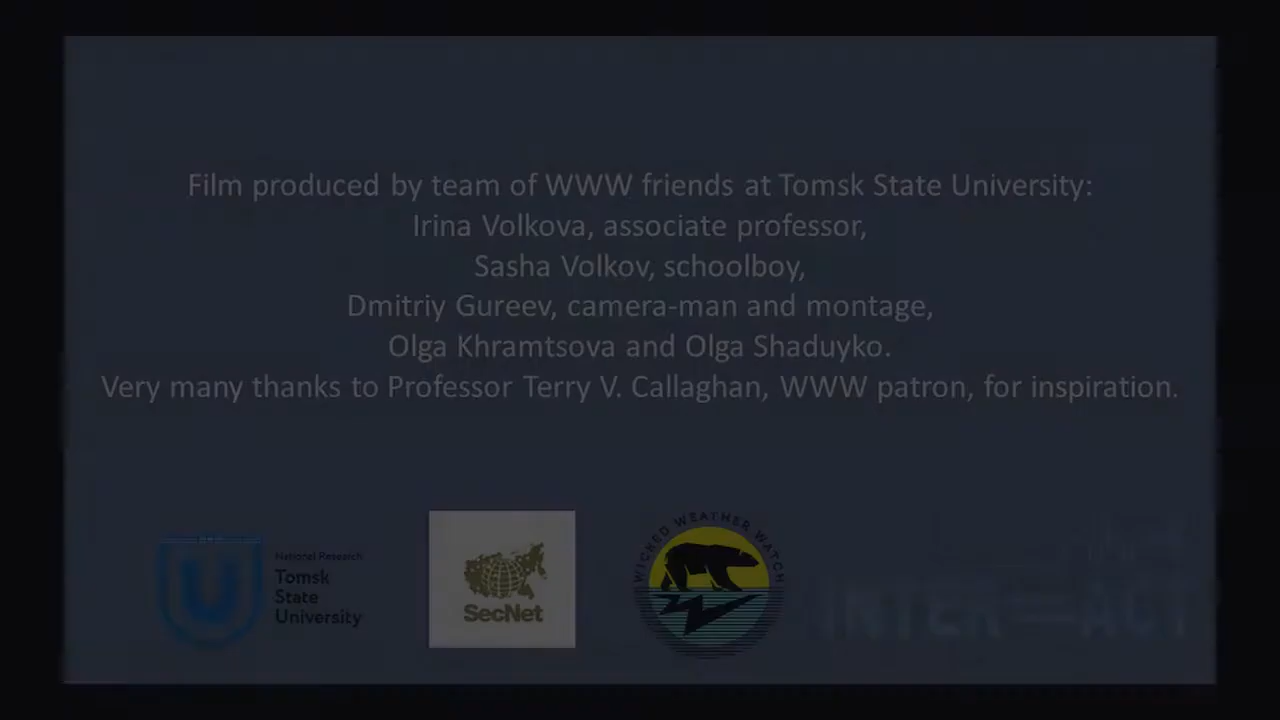 Film produced by team of WWW friends at Tomsk State University:
Irina Volkova, associate professor,
Sasha Volkov, schoolboy,
Dmitriy Gureev, camera-man and montage,
Olga Khramtsova and Olga Shaduyko.
Very many thanks to Professor Terry V. Callaghan, WWW patron, for inspiration.
National Research
Tomsk
State
University
SecNet
WICKED WEATHER WATCH
INTERACT